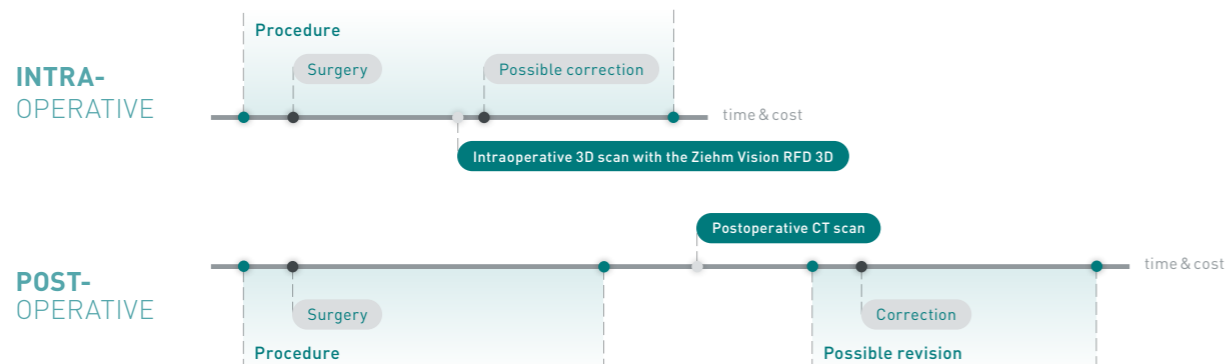 Procedure
Surgery
Possible correction
INTRA-
OPERATIVE
time & cost
Intraoperative 3D scan with the Ziehm Vision RFD 3D
Postoperative CT scan
time & cost
POST-
OPERATIVE
Surgery
Correction
Procedure
Possible revision